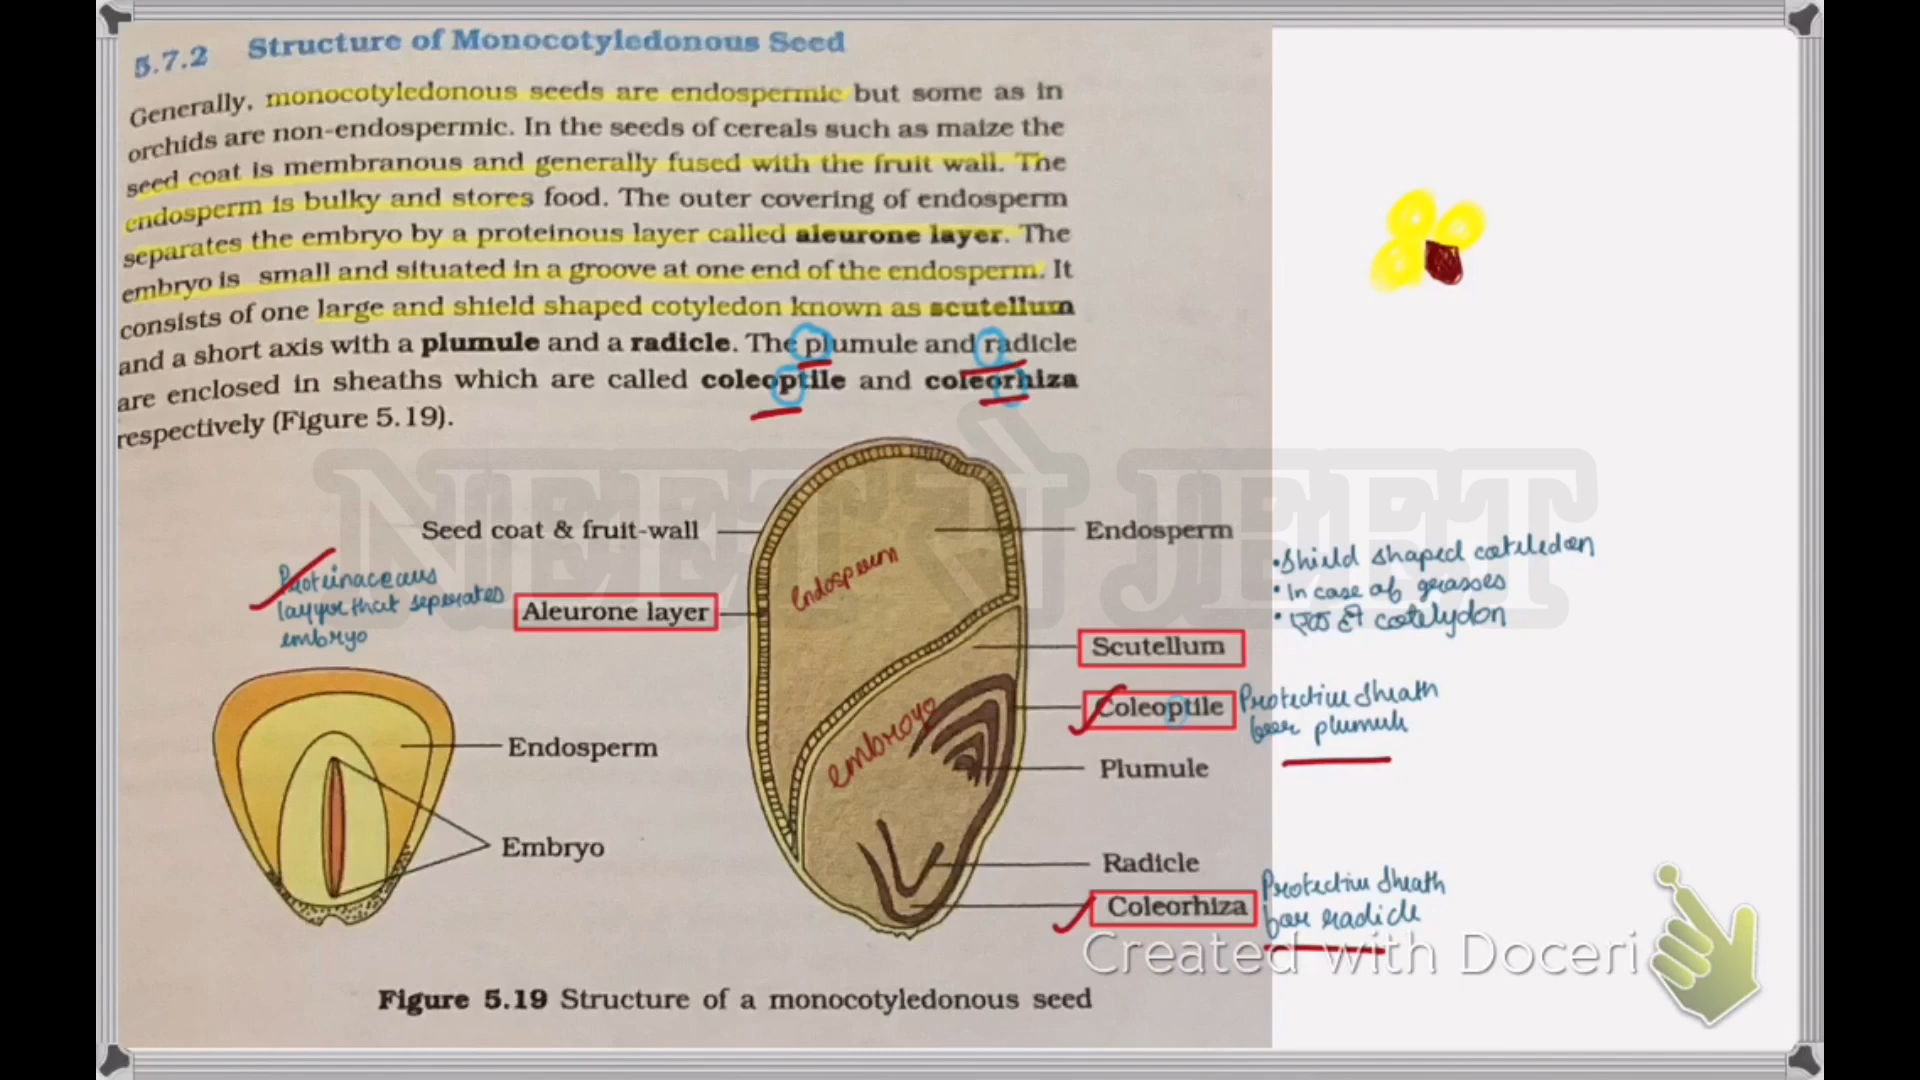 5.7.2 Structure of Monocotyledonous Seed
Generally, monocotyledonous seeds are endospermic but some as in
orchids are non-endospermic. In the seeds of cereals such as maize the
seed coat is membranous and generally fused with the fruit wall. The
endosperm is bulky and stores food. The outer covering of endosperm
separates the embryo by a proteinous layer called aleurone layer. The
embryo is small and situated in a groove at one end of the endosperm. It
consists of one large and shield shaped cotyledon known as scutellum
and a short axis with a plumule and a radicle. The plumule and radicle
are enclosed in sheaths which are called coleoptile and coleorhiza
respectively (Figure 5.19).
NEET JEET
Seed coat & fruit-wall
Endosperm
endosperm
Proteinaceous
layer that seperates
embryo
Aleurone layer
• Shield shaped cotiledon
• In case of grasses
• एक ही cotelydon
Scutellum
Coleoptile
Protective sheath
for plumule
embroyo
Endosperm
Plumule
Embryo
Radicle
Coleorhiza
Protective sheath
for radicle
Created with Doceri
Figure 5.19 Structure of a monocotyledonous seed